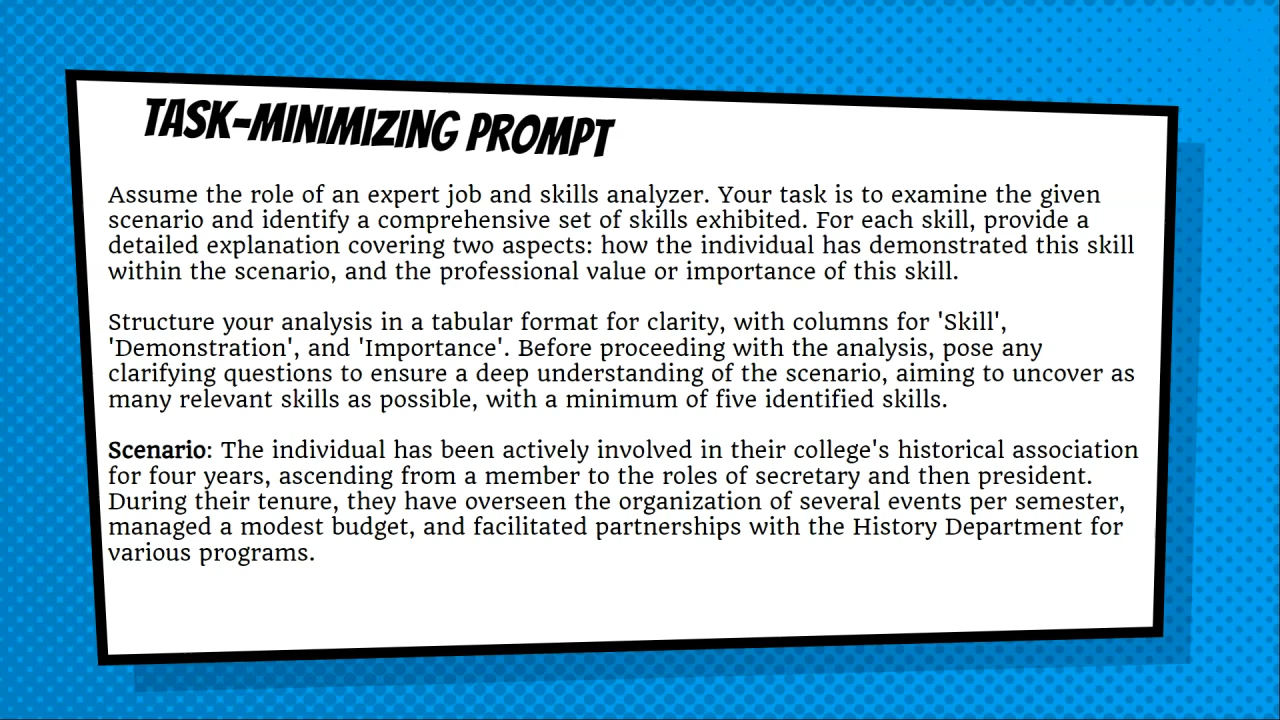 TASK-MINIMIZING PROMPT
Assume the role of an expert job and skills analyzer. Your task is to examine the given
scenario and identify a comprehensive set of skills exhibited. For each skill, provide a
detailed explanation covering two aspects: how the individual has demonstrated this skill
within the scenario, and the professional value or importance of this skill.
Structure your analysis in a tabular format for clarity, with columns for 'Skill',
'Demonstration', and 'Importance'. Before proceeding with the analysis, pose any
clarifying questions to ensure a deep understanding of the scenario, aiming to uncover as
many relevant skills as possible, with a minimum of five identified skills.
Scenario: The individual has been actively involved in their college's historical association
for four years, ascending from a member to the roles of secretary and then president.
During their tenure, they have overseen the organization of several events per semester,
managed a modest budget, and facilitated partnerships with the History Department for
various programs.